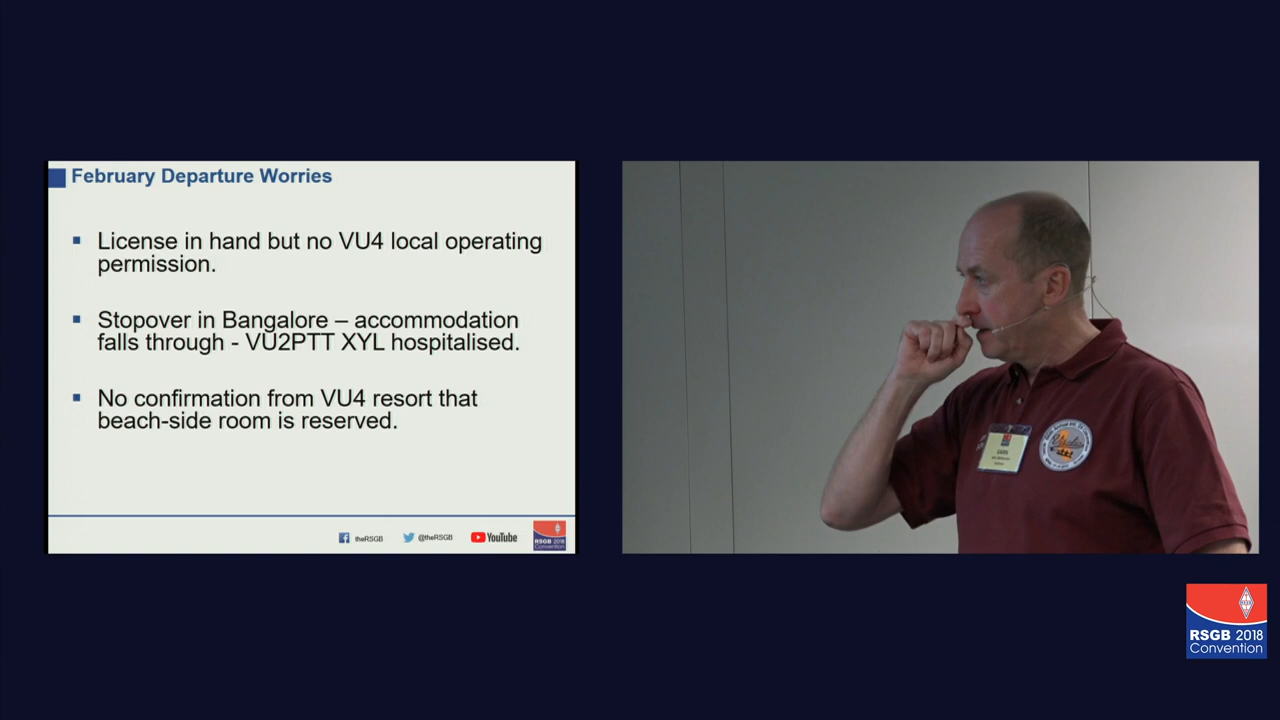 February Departure Worries
▪ License in hand but no VU4 local operating
permission.
▪ Stopover in Bangalore – accommodation
falls through - VU2PTT XYL hospitalised.
▪ No confirmation from VU4 resort that
beach-side room is reserved.
theRSGB
@theRSGB
YouTube
RSGB 2018
Convention
RSGB 2018
Convention